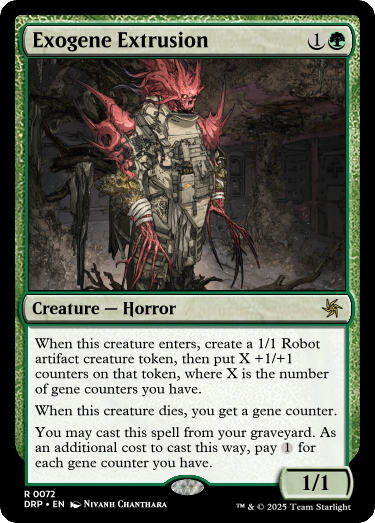 Exogene Extrusion 1
Creature — Horror
When this creature enters, create a 1/1 Robot
artifact creature token, then put X +1/+1
counters on that token, where X is the number
of gene counters you have.
When this creature dies, you get a gene counter.
You may cast this spell from your graveyard. As
an additional cost to cast this way, pay 1 for
each gene counter you have.
1/1
R 0072
DRP • EN Nivanh Chanthara
™ & © 2025 Team Starlight